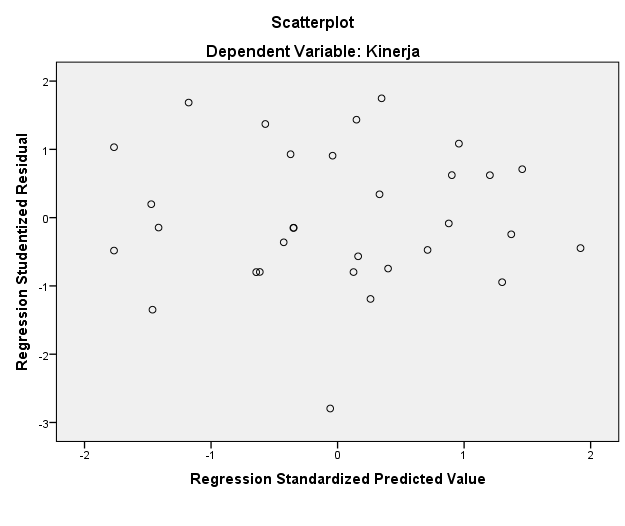 Scatterplot
Dependent Variable: Kinerja
Regression Studentized Residual
2
1
0
-1
-2
-3
-2 -1 0 1 2
Regression Standardized Predicted Value